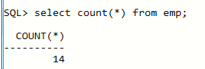 SQL> select count(*) from emp;
COUNT(*)
----------
14